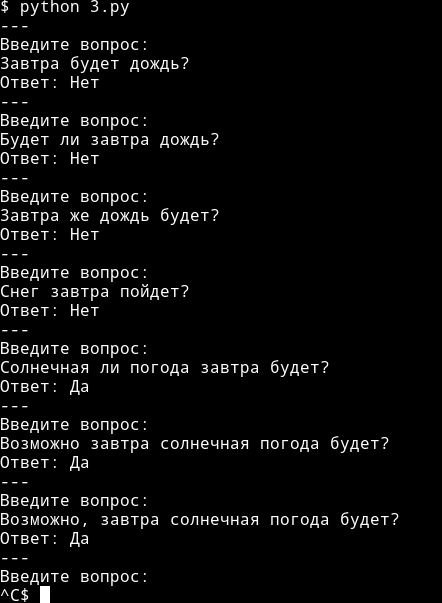 $ python 3.py
---
Введите вопрос:
Завтра будет дождь?
Ответ: Нет
---
Введите вопрос:
Будет ли завтра дождь?
Ответ: Нет
---
Введите вопрос:
Завтра же дождь будет?
Ответ: Нет
---
Введите вопрос:
Снег завтра пойдет?
Ответ: Нет
---
Введите вопрос:
Солнечная ли погода завтра будет?
Ответ: Да
---
Введите вопрос:
Возможно завтра солнечная погода будет?
Ответ: Да
---
Введите вопрос:
Возможно, завтра солнечная погода будет?
Ответ: Да
---
Введите вопрос:
^C$